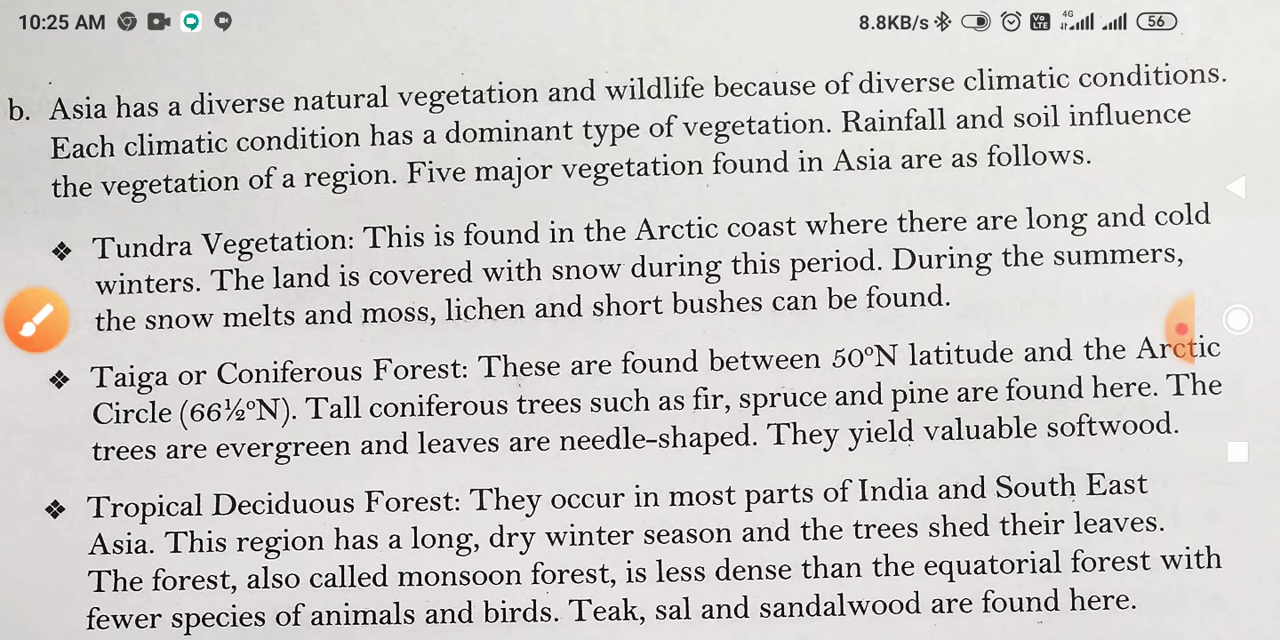 10:25 AM
8.8KB/s Vo LTE 4G 56
b. Asia has a diverse natural vegetation and wildlife because of diverse climatic conditions.
Each climatic condition has a dominant type of vegetation. Rainfall and soil influence
the vegetation of a region. Five major vegetation found in Asia are as follows.
❖ Tundra Vegetation: This is found in the Arctic coast where there are long and cold
winters. The land is covered with snow during this period. During the summers,
the snow melts and moss, lichen and short bushes can be found.
❖ Taiga or Coniferous Forest: These are found between 50°N latitude and the Arctic
Circle (66½°N). Tall coniferous trees such as fir, spruce and pine are found here. The
trees are evergreen and leaves are needle-shaped. They yield valuable softwood.
❖ Tropical Deciduous Forest: They occur in most parts of India and South East
Asia. This region has a long, dry winter season and the trees shed their leaves.
The forest, also called monsoon forest, is less dense than the equatorial forest with
fewer species of animals and birds. Teak, sal and sandalwood are found here.